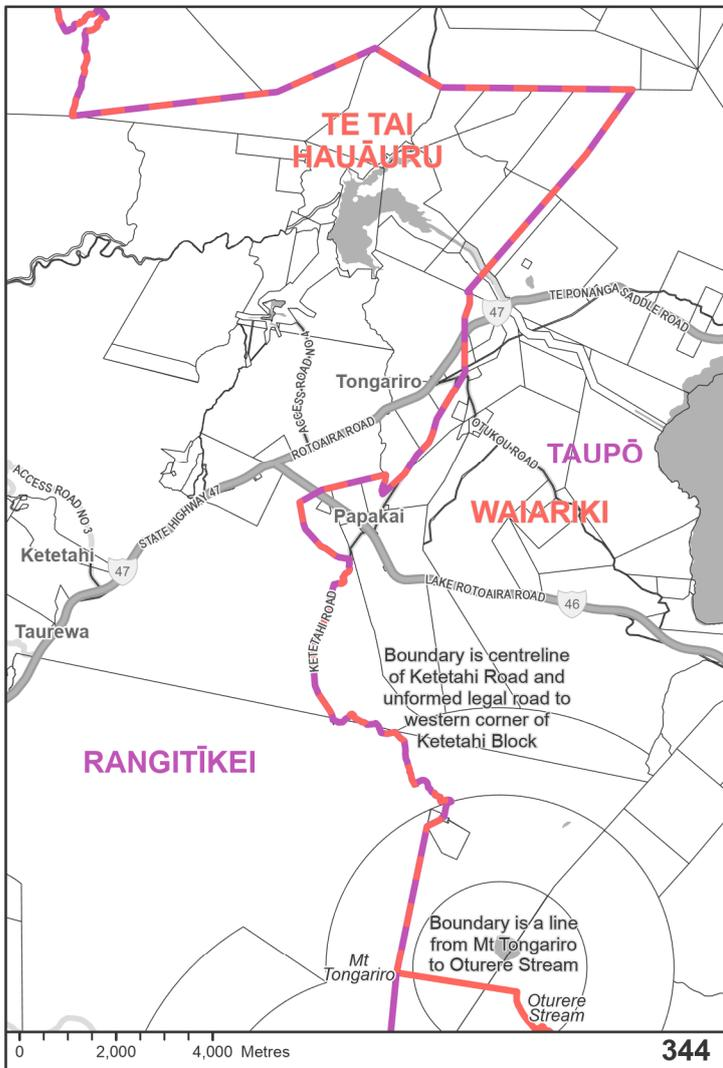 TE TAI
HAUĀURU
47
TE PONANGA SADDLE ROAD
ACCESS ROAD NO 4
Tongariro
ROTOAIRA ROAD
OTUKOU ROAD
TAUPŌ
ACCESS ROAD NO 3
STATE HIGHWAY 47
Papakai
WAIARIKI
Ketetahi
47
LAKE ROTOAIRA ROAD
46
Taurewa
KETETAHI ROAD
Boundary is centreline
of Ketetahi Road and
unformed legal road to
western corner of
Ketetahi Block
RANGITĪKEI
Boundary is a line
from Mt Tongariro
to Oturere Stream
Mt
Tongariro
Oturere
Stream
0 2,000 4,000 Metres
344